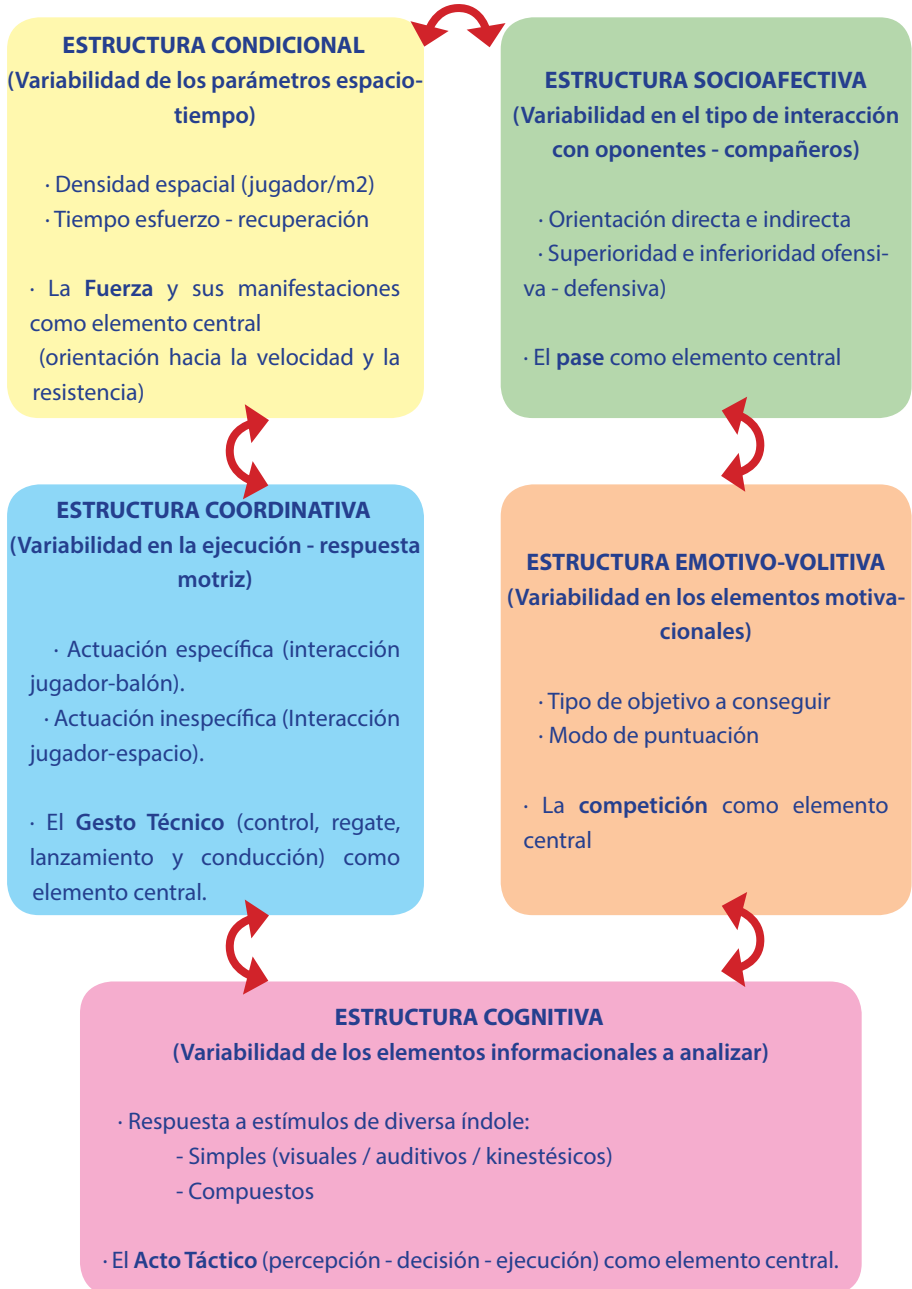 ESTRUCTURA CONDICIONAL
(Variabilidad de los parámetros espacio-
tiempo)
· Densidad espacial (jugador/m2)
· Tiempo esfuerzo - recuperación
· La Fuerza y sus manifestaciones
como elemento central
(orientación hacia la velocidad y la
resistencia)
ESTRUCTURA SOCIOAFECTIVA
(Variabilidad en el tipo de interacción
con oponentes - compañeros)
· Orientación directa e indirecta
· Superioridad e inferioridad ofensi-
va - defensiva)
· El pase como elemento central
ESTRUCTURA COORDINATIVA
(Variabilidad en la ejecución - respuesta
motriz)
· Actuación específica (interacción
jugador-balón).
· Actuación inespecífica (Interacción
jugador-espacio).
· El Gesto Técnico (control, regate,
lanzamiento y conducción) como
elemento central.
ESTRUCTURA EMOTIVO-VOLITIVA
(Variabilidad en los elementos motiva-
cionales)
· Tipo de objetivo a conseguir
· Modo de puntuación
· La competición como elemento
central
ESTRUCTURA COGNITIVA
(Variabilidad de los elementos informacionales a analizar)
· Respuesta a estímulos de diversa índole:
- Simples (visuales / auditivos / kinestésicos)
- Compuestos
· El Acto Táctico (percepción - decisión - ejecución) como elemento central.